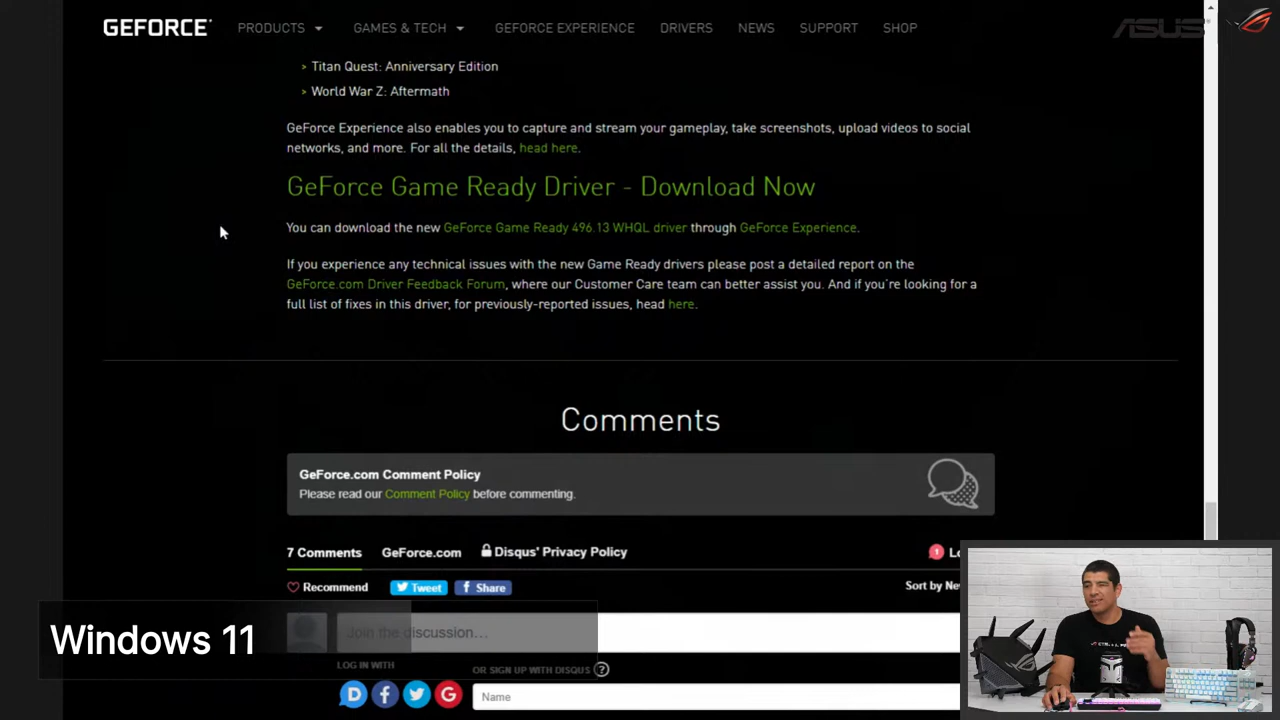 GEFORCE PRODUCTS GAMES & TECH GEFORCE EXPERIENCE DRIVERS NEWS SUPPORT SHOP ASUS
> Titan Quest: Anniversary Edition
> World War Z: Aftermath
GeForce Experience also enables you to capture and stream your gameplay, take screenshots, upload videos to social
networks, and more. For all the details, head here.
GeForce Game Ready Driver - Download Now
You can download the new GeForce Game Ready 496.13 WHQL driver through GeForce Experience.
If you experience any technical issues with the new Game Ready drivers please post a detailed report on the
GeForce.com Driver Feedback Forum, where our Customer Care team can better assist you. And if you're looking for a
full list of fixes in this driver, for previously-reported issues, head here.
Comments
GeForce.com Comment Policy
Please read our Comment Policy before commenting.
7 Comments GeForce.com Disqus' Privacy Policy 1 Lo
Recommend Tweet f Share Sort by Ne
Windows 11
Join the discussion...
LOG IN WITH
OR SIGN UP WITH DISQUS ?
D f G
Name